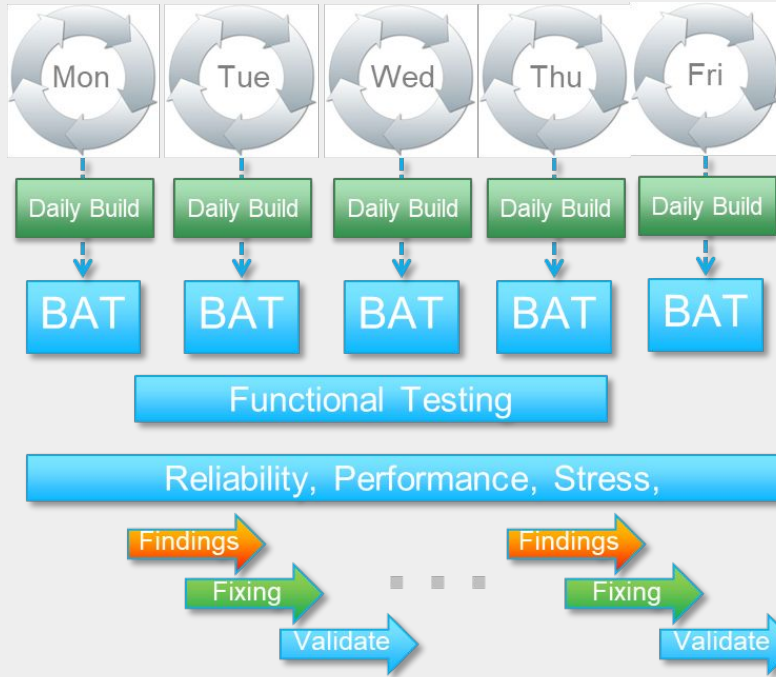 Mon Tue Wed Thu Fri
Daily Build Daily Build Daily Build Daily Build Daily Build
BAT BAT BAT BAT BAT
Functional Testing
Reliability, Performance, Stress,
Findings Findings
Fixing ... Fixing
Validate Validate